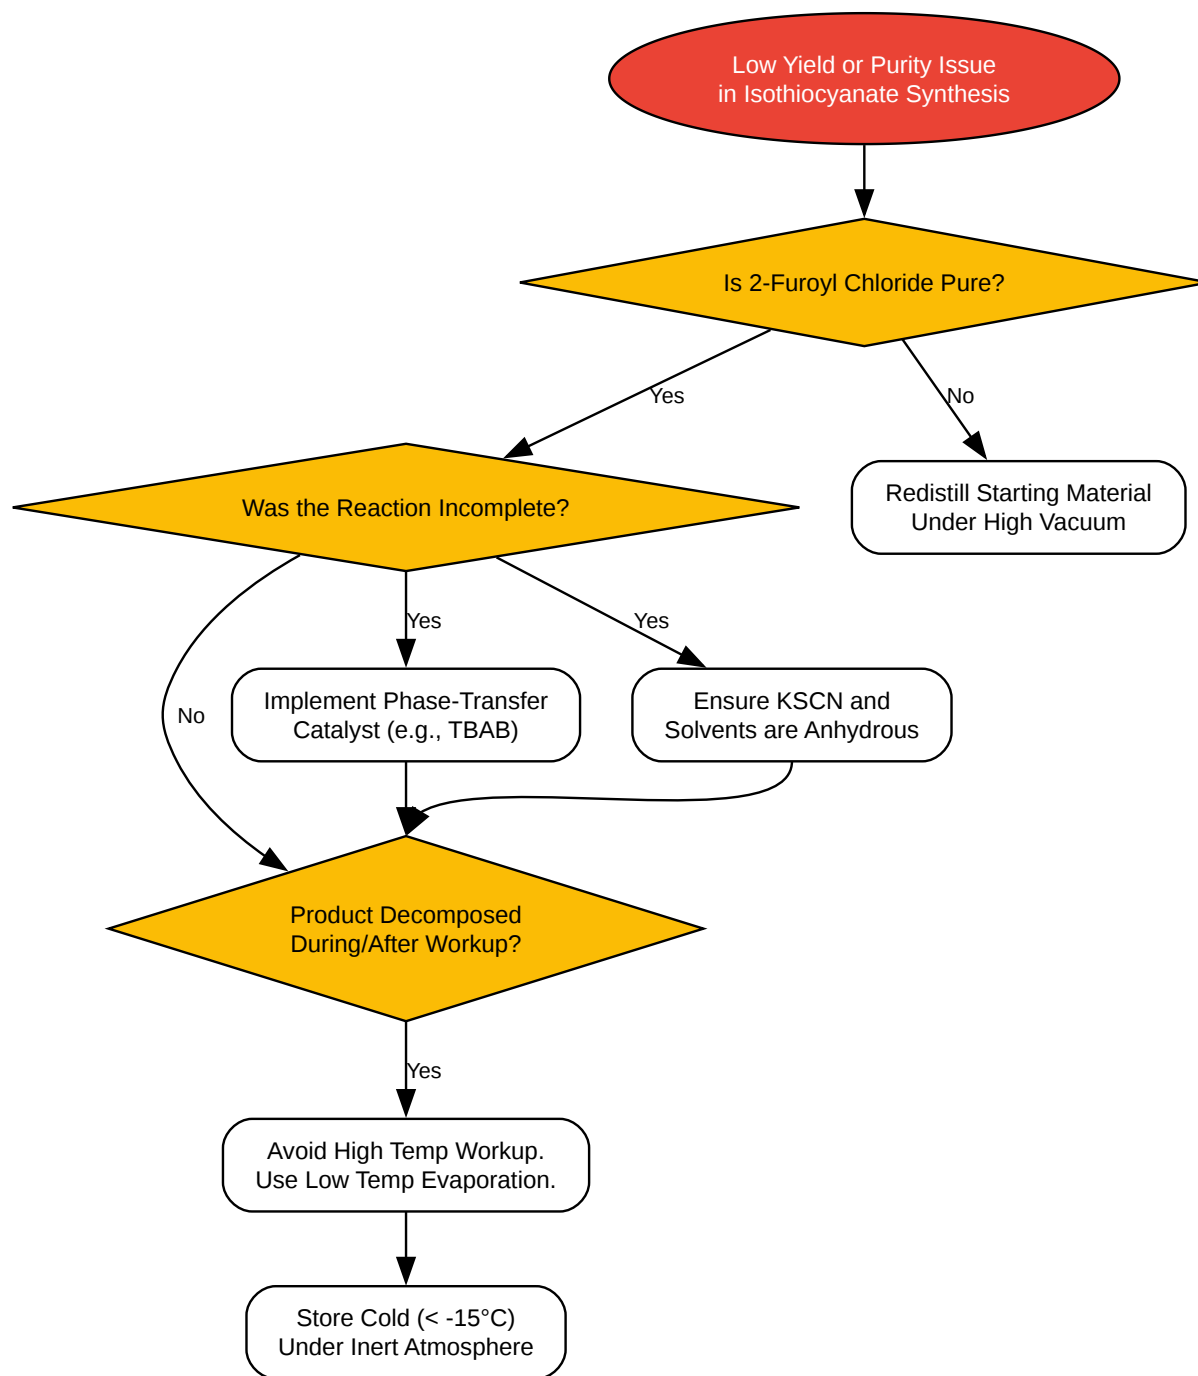 Low Yield or Purity Issue
in Isothiocyanate Synthesis
Is 2-Furoyl Chloride Pure?
Yes
No
Was the Reaction Incomplete?
Redistill Starting Material
Under High Vacuum
Yes
Yes
No
Implement Phase-Transfer
Catalyst (e.g., TBAB)
Ensure KSCN and
Solvents are Anhydrous
Product Decomposed
During/After Workup?
Yes
Avoid High Temp Workup.
Use Low Temp Evaporation.
Store Cold (< -15°C)
Under Inert Atmosphere